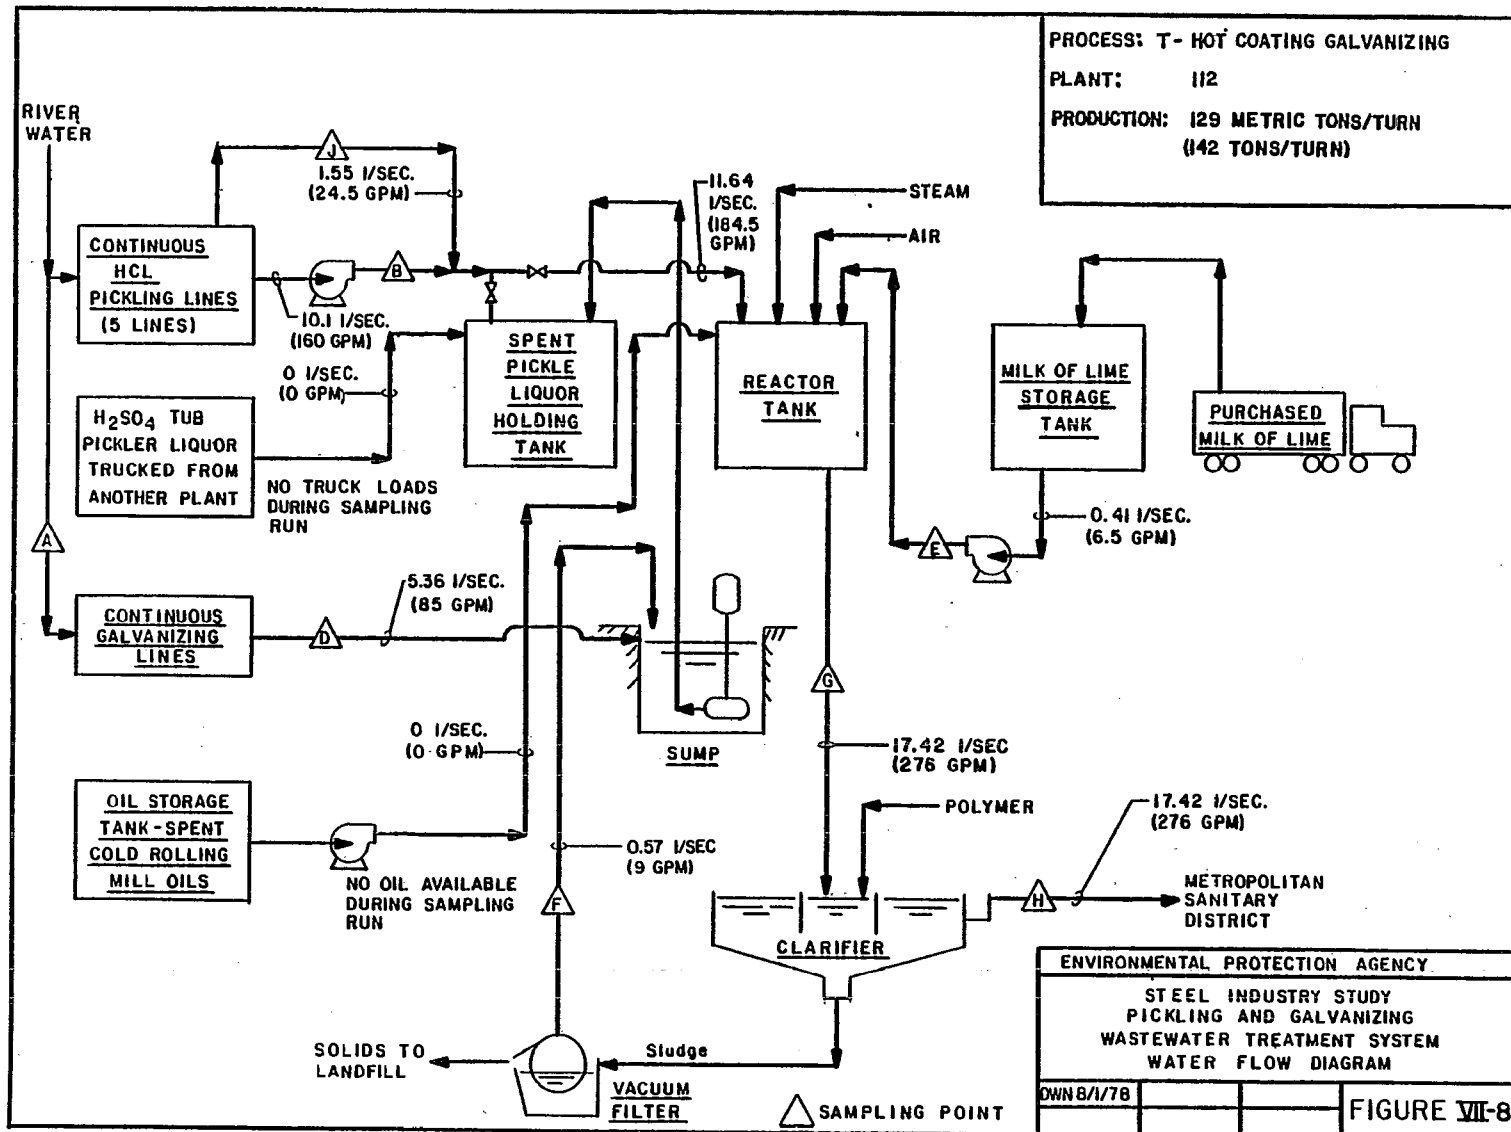 PROCESS: T- HOT COATING GALVANIZING
PLANT: 112
PRODUCTION: 129 METRIC TONS/TURN
(142 TONS/TURN)
RIVER
WATER
J
1.55 l/SEC.
(24.5 GPM)
11.64
l/SEC.
(184.5
GPM)
STEAM
AIR
CONTINUOUS
HCL
PICKLING LINES
(5 LINES)
B
10.1 l/SEC.
(160 GPM)
0 l/SEC.
(0 GPM)
SPENT
PICKLE
LIQUOR
HOLDING
TANK
REACTOR
TANK
MILK OF LIME
STORAGE
TANK
PURCHASED
MILK OF LIME
H2SO4 TUB
PICKLER LIQUOR
TRUCKED FROM
ANOTHER PLANT
NO TRUCK LOADS
DURING SAMPLING
RUN
A
E
0.41 l/SEC.
(6.5 GPM)
CONTINUOUS
GALVANIZING
LINES
D
5.36 l/SEC.
(85 GPM)
G
0 l/SEC.
(0 GPM)
SUMP
17.42 l/SEC
(276 GPM)
OIL STORAGE
TANK-SPENT
COLD ROLLING
MILL OILS
NO OIL AVAILABLE
DURING SAMPLING
RUN
0.57 l/SEC
(9 GPM)
F
POLYMER
17.42 l/SEC.
(276 GPM)
H
METROPOLITAN
SANITARY
DISTRICT
CLARIFIER
SOLIDS TO
LANDFILL
Sludge
VACUUM
FILTER
SAMPLING POINT
ENVIRONMENTAL PROTECTION AGENCY
STEEL INDUSTRY STUDY
PICKLING AND GALVANIZING
WASTEWATER TREATMENT SYSTEM
WATER FLOW DIAGRAM
DWN 8/1/78
FIGURE VII-8